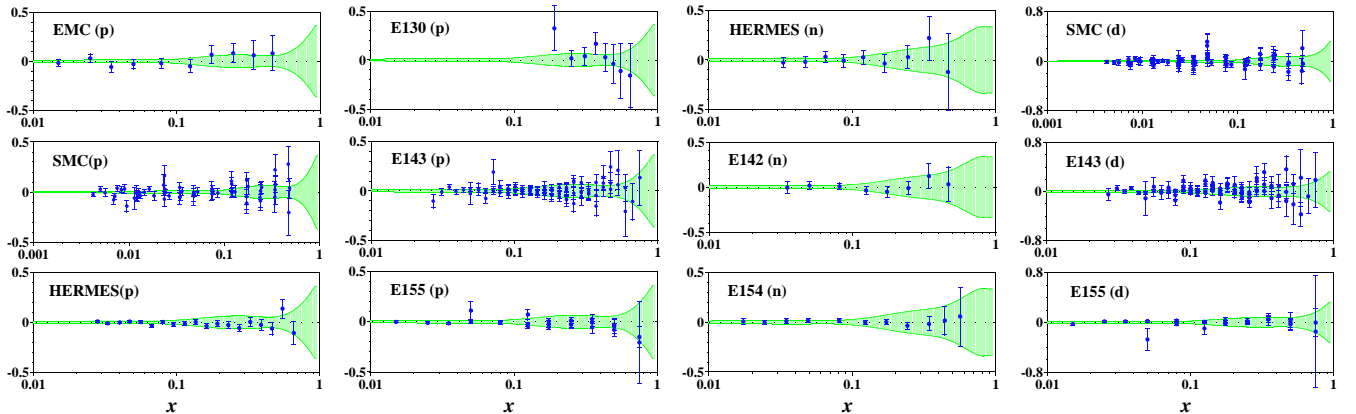 0.5 EMC (p) 0 -0.5 0.01 0.1 1
0.5 E130 (p) 0 -0.5 0.01 0.1 1
0.5 HERMES (n) 0 -0.5 0.01 0.1 1
0.8 SMC (d) 0 -0.8 0.001 0.01 0.1 1
0.5 SMC(p) 0 -0.5 0.001 0.01 0.1 1
0.5 E143 (p) 0 -0.5 0.01 0.1 1
0.5 E142 (n) 0 -0.5 0.01 0.1 1
0.8 E143 (d) 0 -0.8 0.01 0.1 1
0.5 HERMES(p) 0 -0.5 0.01 0.1 1
0.5 E155 (p) 0 -0.5 0.01 0.1 1
0.5 E154 (n) 0 -0.5 0.01 0.1 1
0.8 E155 (d) 0 -0.8 0.01 0.1 1
x x x x